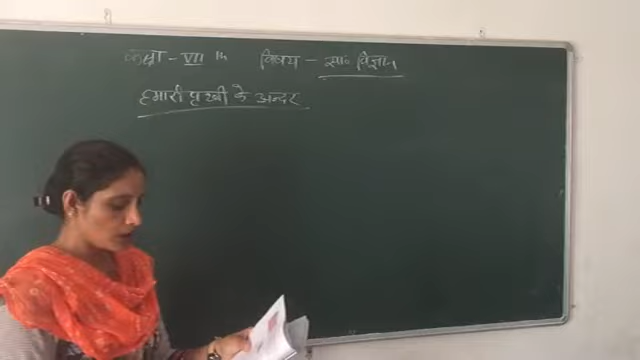 कक्षा - VII th विषय - सा० विज्ञान
हमारी पृथ्वी के अन्दर